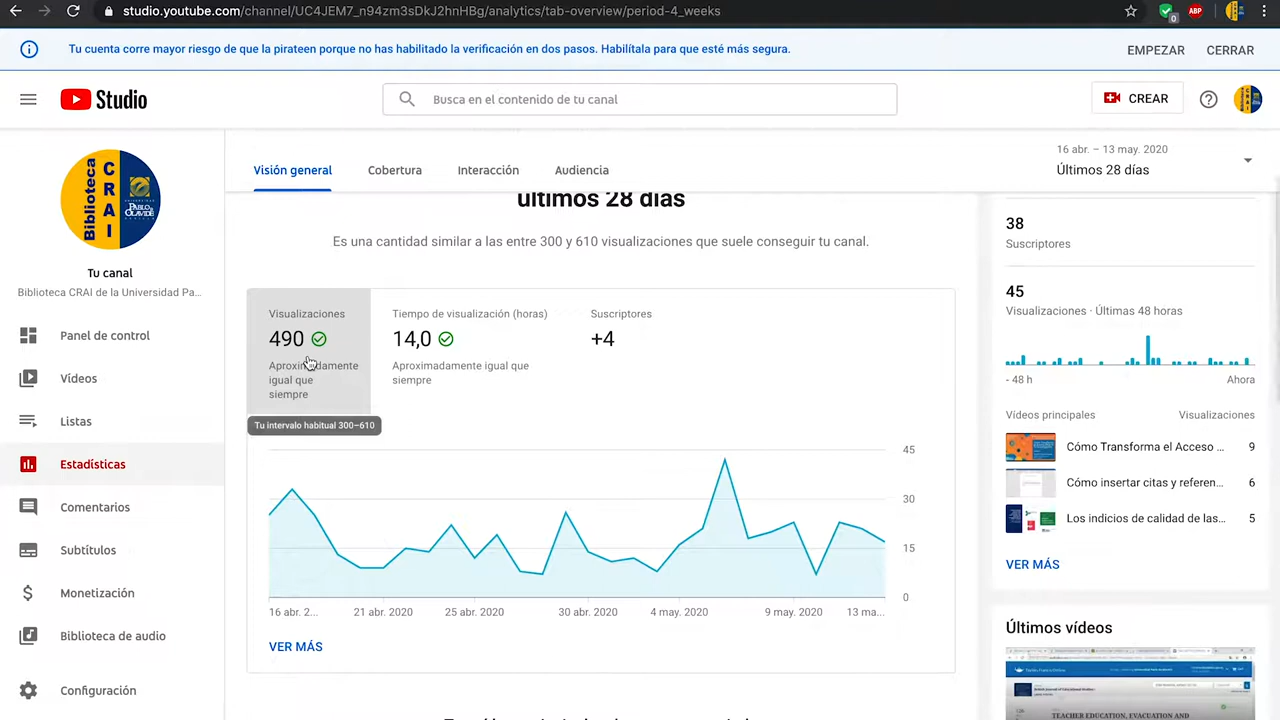 studio.youtube.com/channel/UC4JEM7_n94zm3sDkJ2hnHBg/analytics/tab-overview/period-4_weeks
0
ABP
Tu cuenta corre mayor riesgo de que la pirateen porque no has habilitado la verificación en dos pasos. Habilítala para que esté más segura.
EMPEZAR
CERRAR
Studio
Busca en el contenido de tu canal
CREAR
Biblioteca
CRAI
UNIVERSIDAD
PABLO DE
OLAVIDE
SEVILLA
Tu canal
Biblioteca CRAI de la Universidad Pa...
Panel de control
Vídeos
Listas
Estadísticas
Comentarios
Subtítulos
Monetización
Biblioteca de audio
Configuración
Visión general
Cobertura
Interacción
Audiencia
16 abr. – 13 may. 2020
Últimos 28 días
últimos 28 días
Es una cantidad similar a las entre 300 y 610 visualizaciones que suele conseguir tu canal.
Visualizaciones
490
Aproximadamente
igual que
siempre
Tiempo de visualización (horas)
14,0
Aproximadamente igual que
siempre
Suscriptores
+4
Tu intervalo habitual 300–610
45
30
15
0
16 abr. 2...
21 abr. 2020
25 abr. 2020
30 abr. 2020
4 may. 2020
9 may. 2020
13 ma...
VER MÁS
38
Suscriptores
45
Visualizaciones · Últimas 48 horas
- 48 h
Ahora
Vídeos principales
Visualizaciones
Cómo Transforma el Acceso ...
9
Cómo insertar citas y referen...
6
Los indicios de calidad de las...
5
VER MÁS
Últimos vídeos
TEACHER EDUCATION, EVACUATION AND